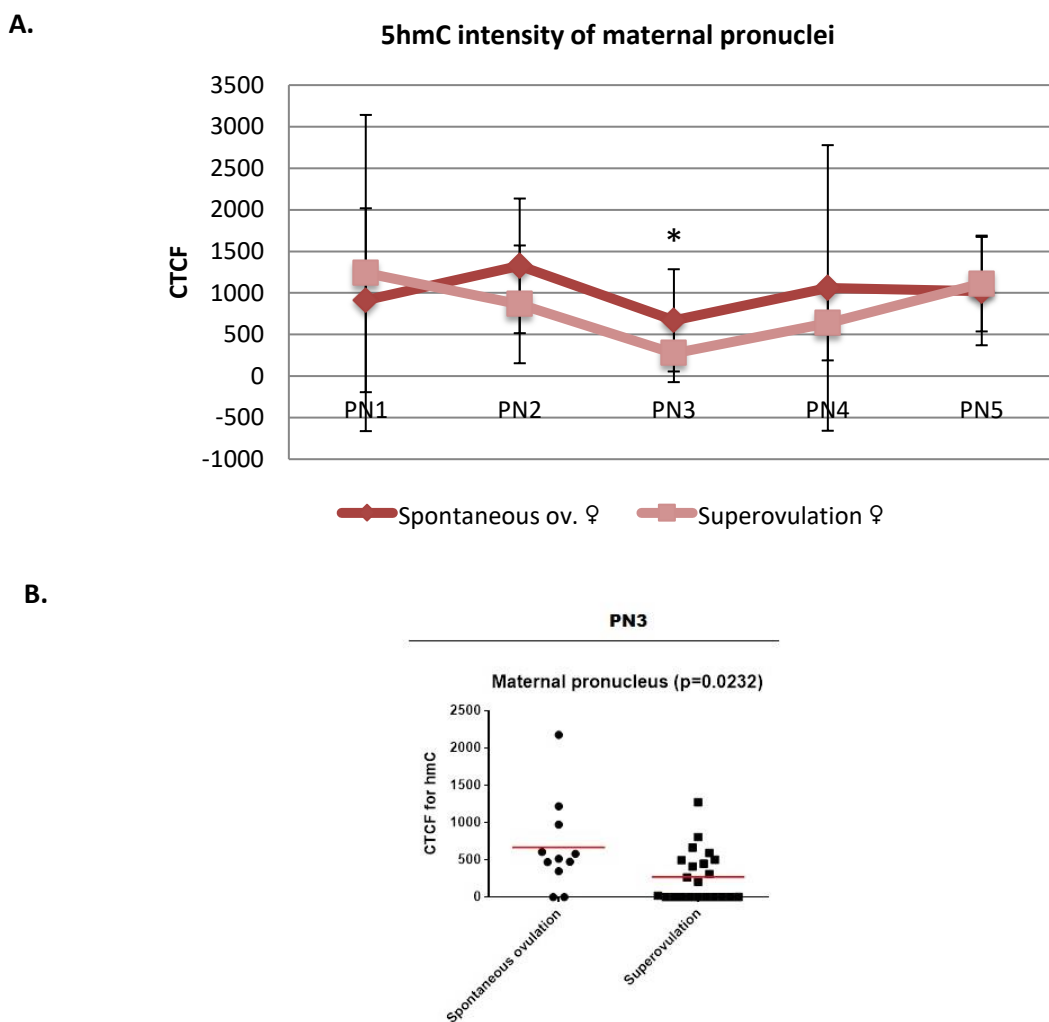 A.
5hmC intensity of maternal pronuclei
3500
3000
2500
2000
1500
1000
500
0
-500
-1000
CTCF
*
PN1 PN2 PN3 PN4 PN5
Spontaneous ov. ♀ Superovulation ♀
B.
PN3
Maternal pronucleus (p=0.0232)
2500
2000
1500
1000
500
0
CTCF for hmC
Spontaneous ovulation
Superovulation